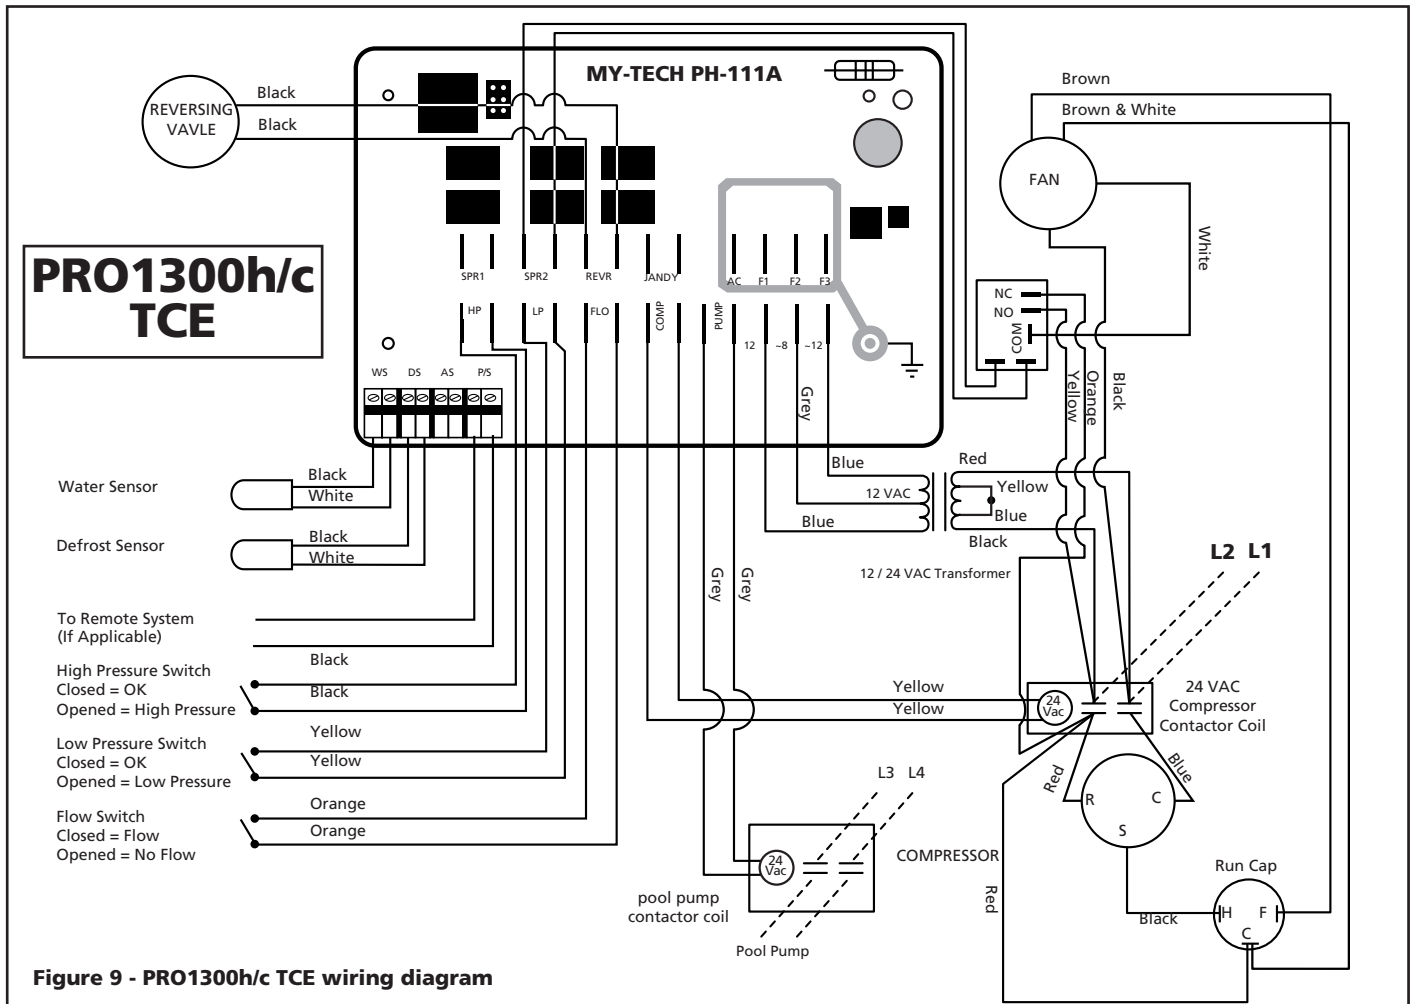 MY-TECH PH-111A
Brown
Brown & White
REVERSING
VAVLE
Black
Black
FAN
White
PRO1300h/c
TCE
SPR1
SPR2
REVR
JANDY
AC
F1
F2
F3
HP
LP
FLO
COMP
PUMP
12
~8
~12
NC
NO
COM
WS
DS
AS
P/S
Grey
Yellow
Orange
Black
Water Sensor
Black
White
Defrost Sensor
Black
White
Blue
12 VAC
Blue
Red
Yellow
Blue
Black
12 / 24 VAC Transformer
L2
L1
Grey
Grey
To Remote System
(If Applicable)
Black
High Pressure Switch
Closed = OK
Opened = High Pressure
Black
Yellow
Low Pressure Switch
Closed = OK
Opened = Low Pressure
Yellow
Orange
Flow Switch
Closed = Flow
Opened = No Flow
Orange
Yellow
Yellow
24
Vac
24 VAC
Compressor
Contactor Coil
Red
Blue
R
C
S
L3
L4
24
Vac
COMPRESSOR
pool pump
contactor coil
Pool Pump
Red
Black
Run Cap
H
F
C
Figure 9 - PRO1300h/c TCE wiring diagram